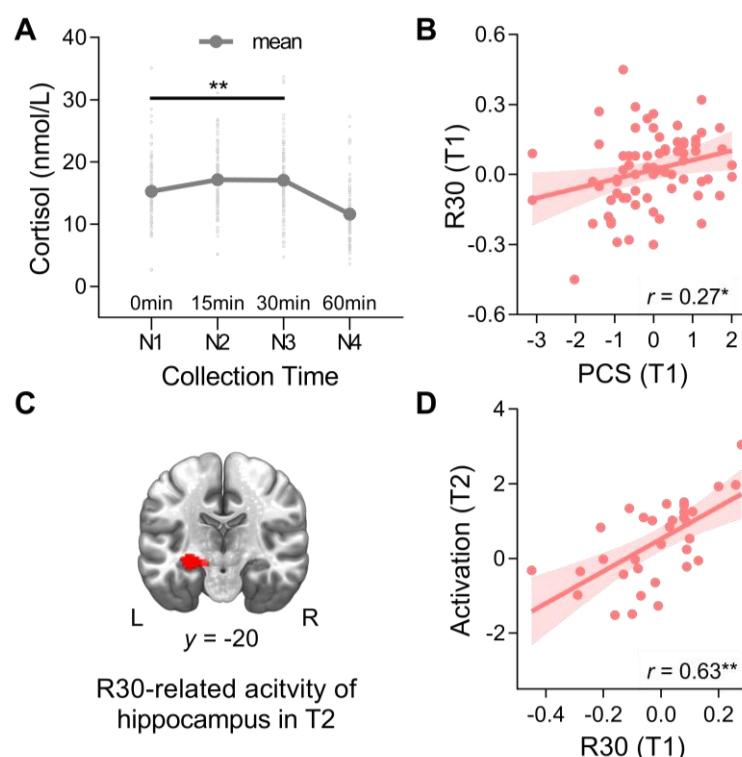 A
mean
Cortisol (nmol/L)
40
30
20
10
0
**
0min 15min 30min 60min
N1 N2 N3 N4
Collection Time
B
R30 (T1)
0.6
0.3
0.0
-0.3
-0.6
r = 0.27*
-3 -2 -1 0 1 2
PCS (T1)
C
L R
y = -20
R30-related acitvity of
hippocampus in T2
D
Activation (T2)
4
2
0
-2
r = 0.63**
-0.4 -0.2 0.0 0.2
R30 (T1)